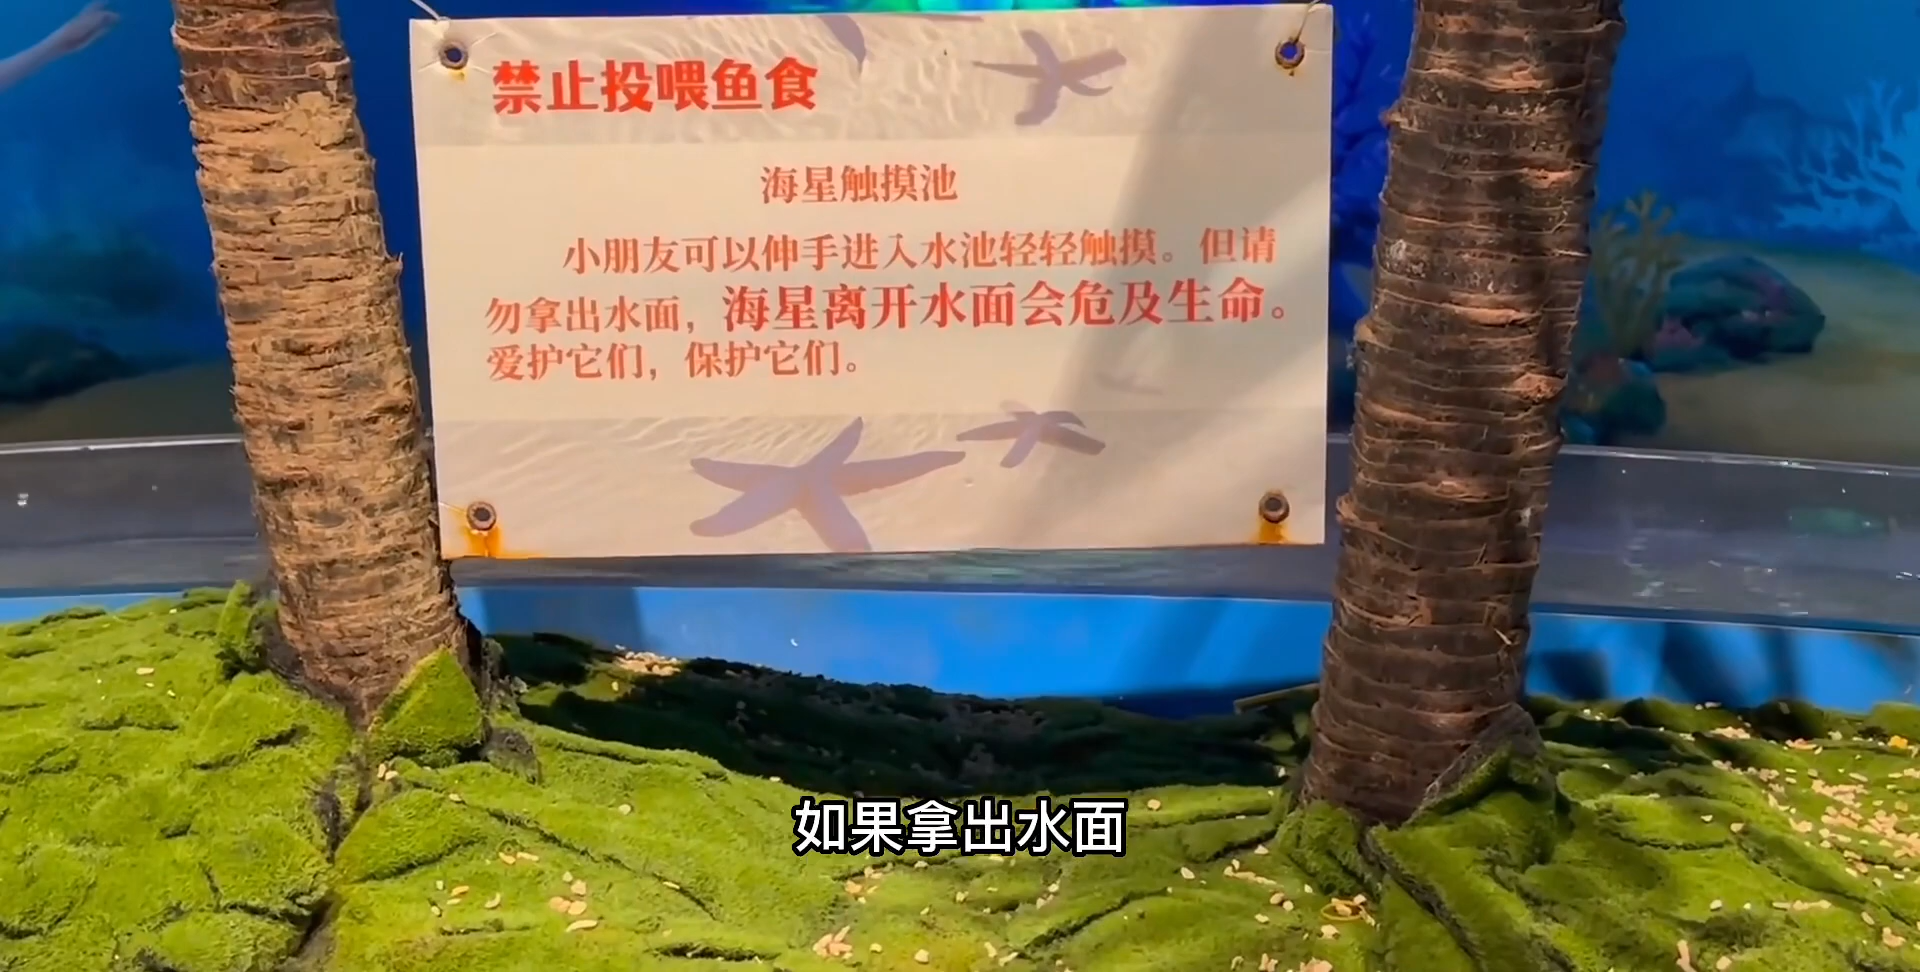 禁止投喂鱼食
海星触摸池
小朋友可以伸手进入水池轻轻触摸。但请
勿拿出水面，海星离开水面会危及生命。
爱护它们，保护它们。
如果拿出水面